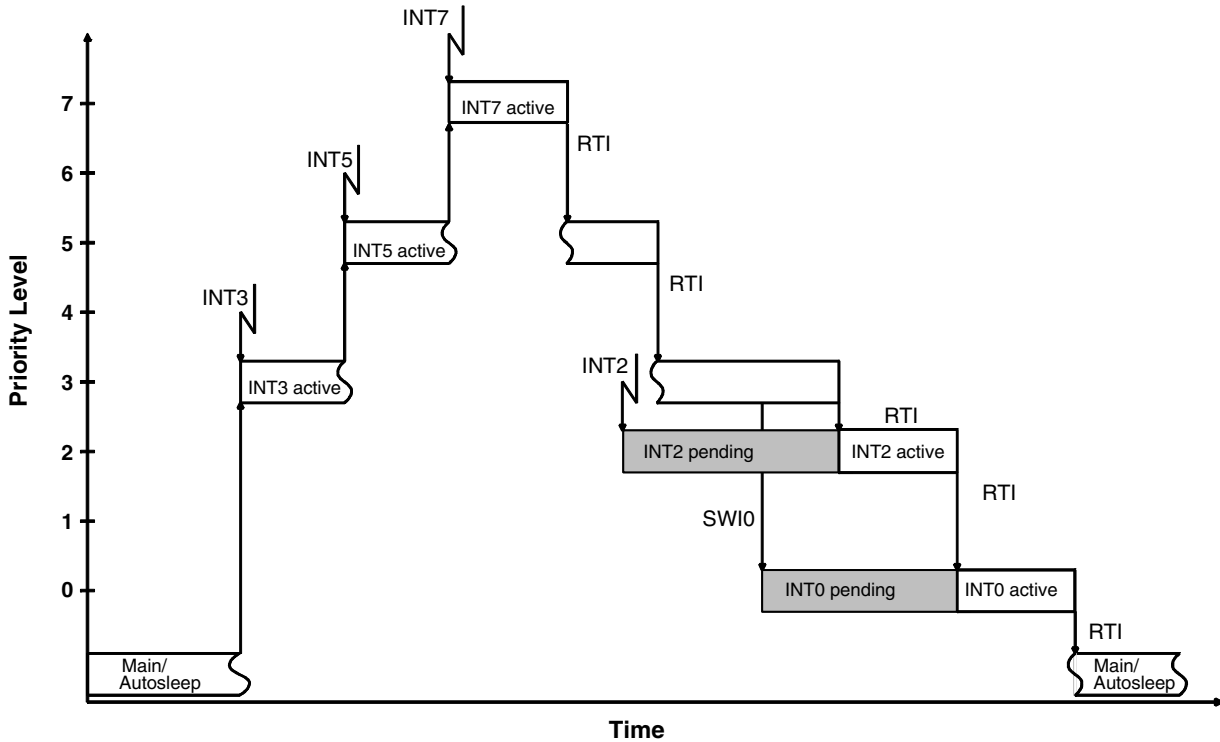 INT7
7
INT7 active
RTI
INT5
6
5
INT5 active
RTI
INT3
4
Priority Level
INT2
3
INT3 active
RTI
2
INT2 pending
INT2 active
RTI
1
SWI0
0
INT0 pending
INT0 active
RTI
Main/
Autosleep
Main/
Autosleep
Time